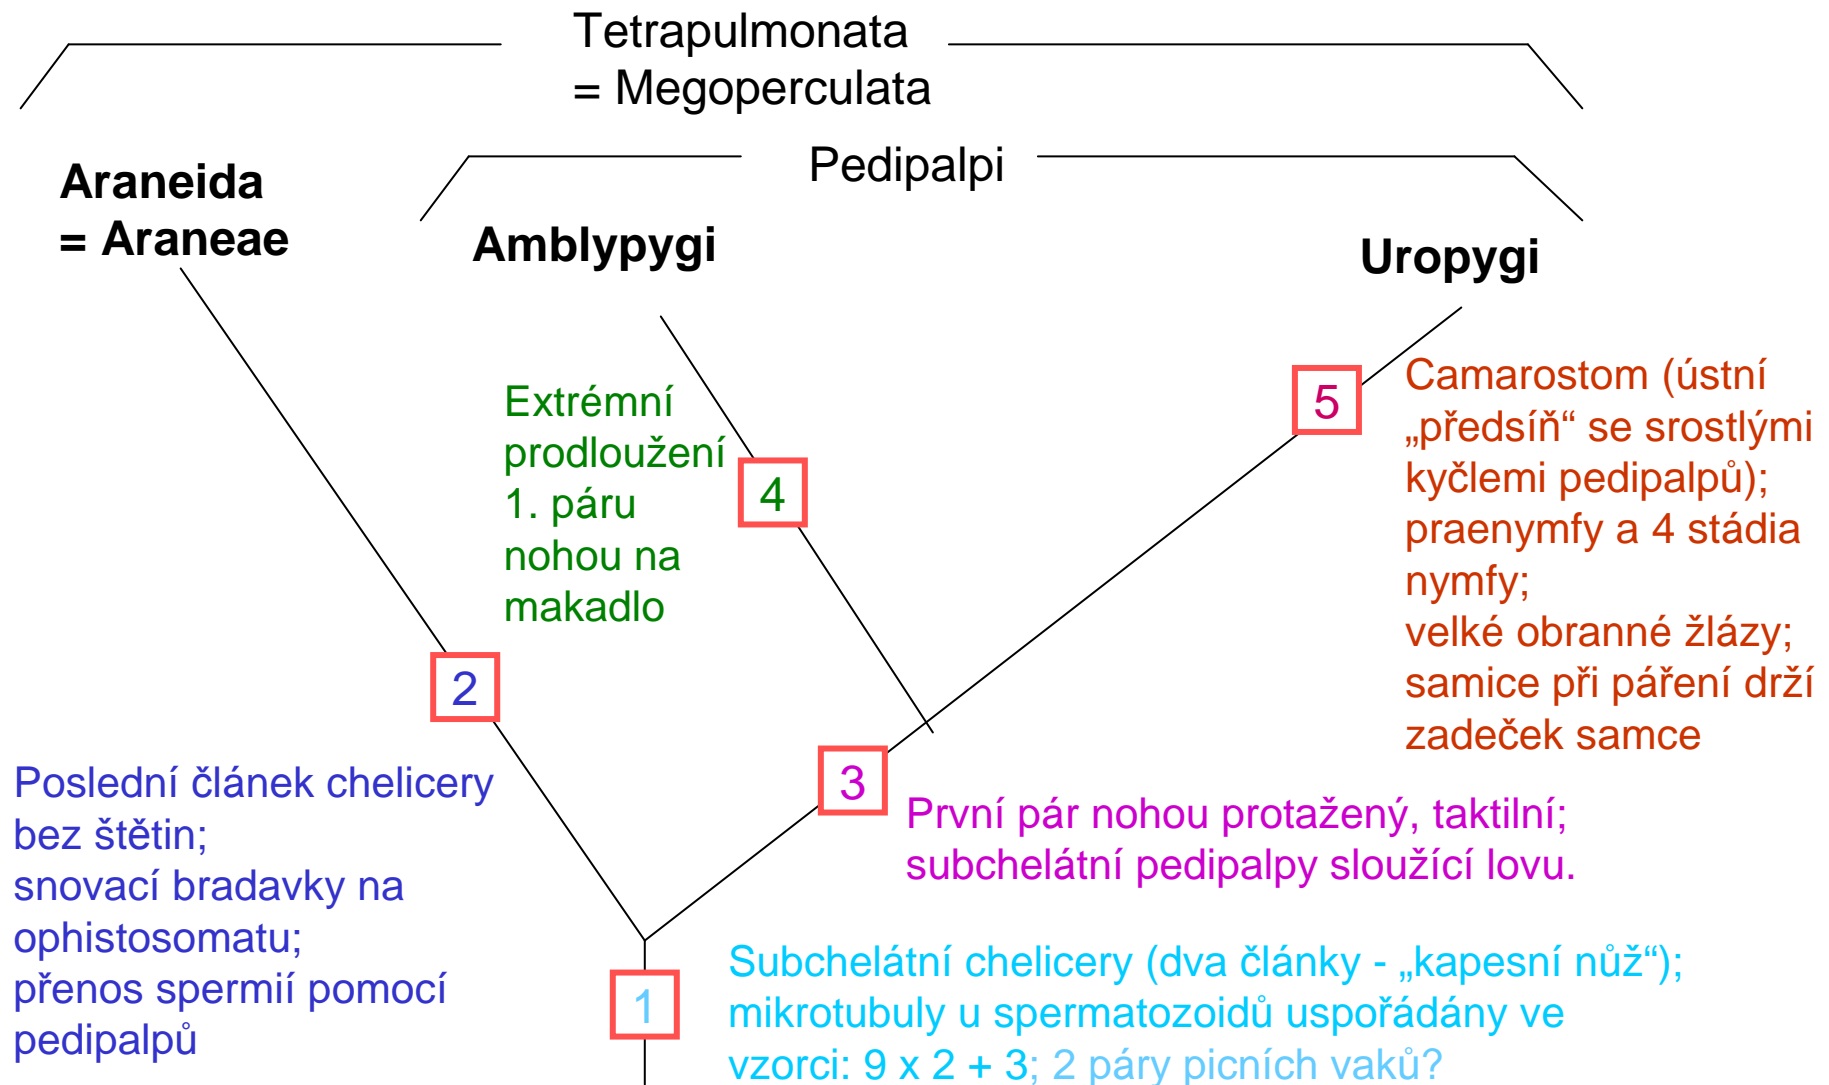 Tetrapulmonata
= Megoperculata
Pedipalpi
Araneida
= Araneae
Amblypygi
Uropygi
Extrémní
prodloužení
1. páru
nohou na
makadlo
4
5
Camarostom (ústní
„předsíň“ se srostlými
kyčlemi pedipalpů);
praenymfy a 4 stádia
nymfy;
velké obranné žlázy;
samice při páření drží
zadeček samce
2
Poslední článek chelicery
bez štětin;
snovací bradavky na
ophistosomatu;
přenos spermií pomocí
pedipalpů
3
První pár nohou protažený, taktilní;
subchelátní pedipalpy sloužící lovu.
1
Subchelátní chelicery (dva články - „kapesní nůž“);
mikrotubuly u spermatozoidů uspořádány ve
vzorci: 9 x 2 + 3; 2 páry picních vaků?